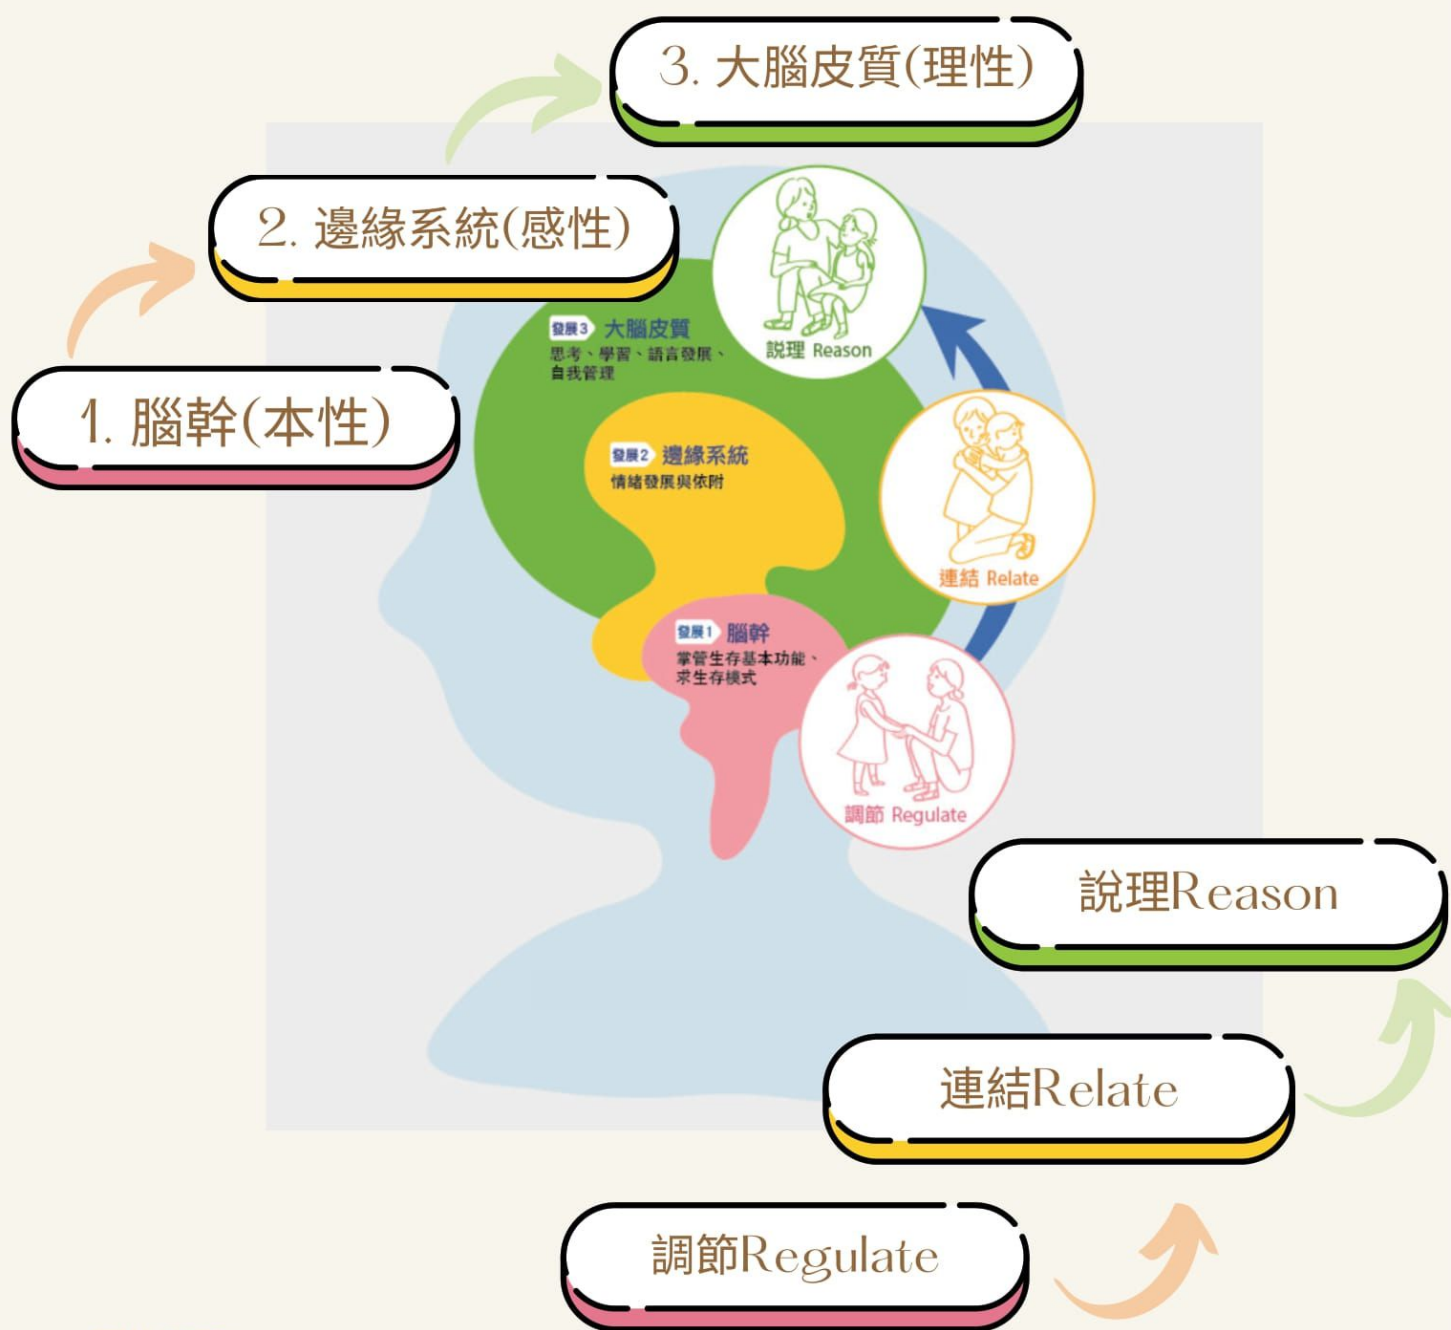 3. 大腦皮質(理性)
2. 邊緣系統(感性)
1. 腦幹(本性)
發展3 大腦皮質
思考、學習、語言發展、
自我管理
説理 Reason
發展2 邊緣系統
情緒發展與依附
連結 Relate
發展1 腦幹
掌管生存基本功能、
求生存模式
調節 Regulate
說理Reason
連結Relate
調節Regulate